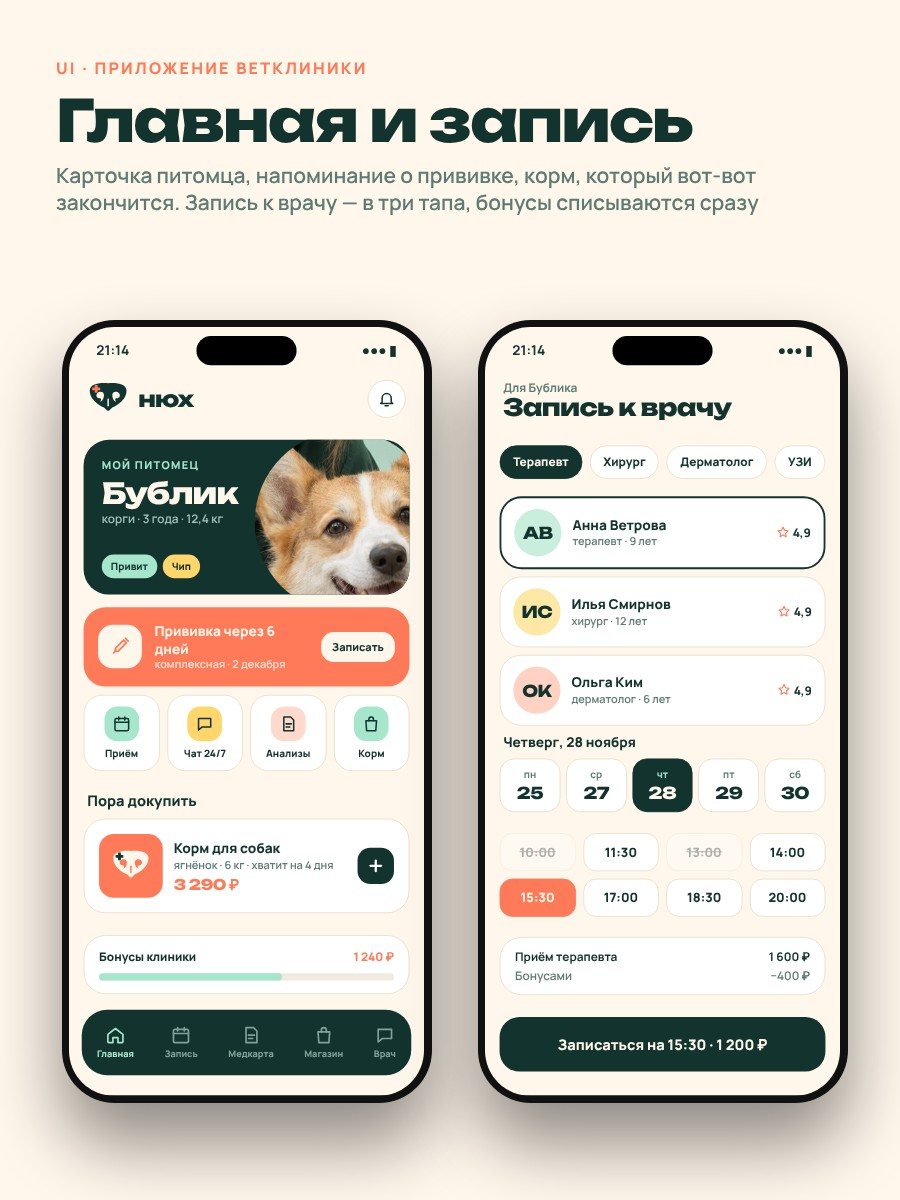 UI · ПРИЛОЖЕНИЕ ВЕТКЛИНИКИ
Главная и запись
Карточка питомца, напоминание о прививке, корм, который вот-вот
закончится. Запись к врачу — в три тапа, бонусы списываются сразу
21:14
НЮХ
МОЙ ПИТОМЕЦ
Бублик
корги · 3 года · 12,4 кг
Привит
Чип
Прививка через 6
дней
комплексная · 2 декабря
Записать
Приём
Чат 24/7
Анализы
Корм
Пора докупить
Корм для собак
ягнёнок · 6 кг · хватит на 4 дня
3 290 ₽
+
Бонусы клиники
1 240 ₽
Главная
Запись
Медкарта
Магазин
Врач
21:14
Для Бублика
Запись к врачу
Терапевт
Хирург
Дерматолог
УЗИ
АВ
Анна Ветрова
терапевт · 9 лет
4,9
ИС
Илья Смирнов
хирург · 12 лет
4,9
ОК
Ольга Ким
дерматолог · 6 лет
4,9
Четверг, 28 ноября
пн
25
ср
27
чт
28
пт
29
сб
30
10:00
11:30
13:00
14:00
15:30
17:00
18:30
20:00
Приём терапевта
1 600 ₽
Бонусами
−400 ₽
Записаться на 15:30 · 1 200 ₽